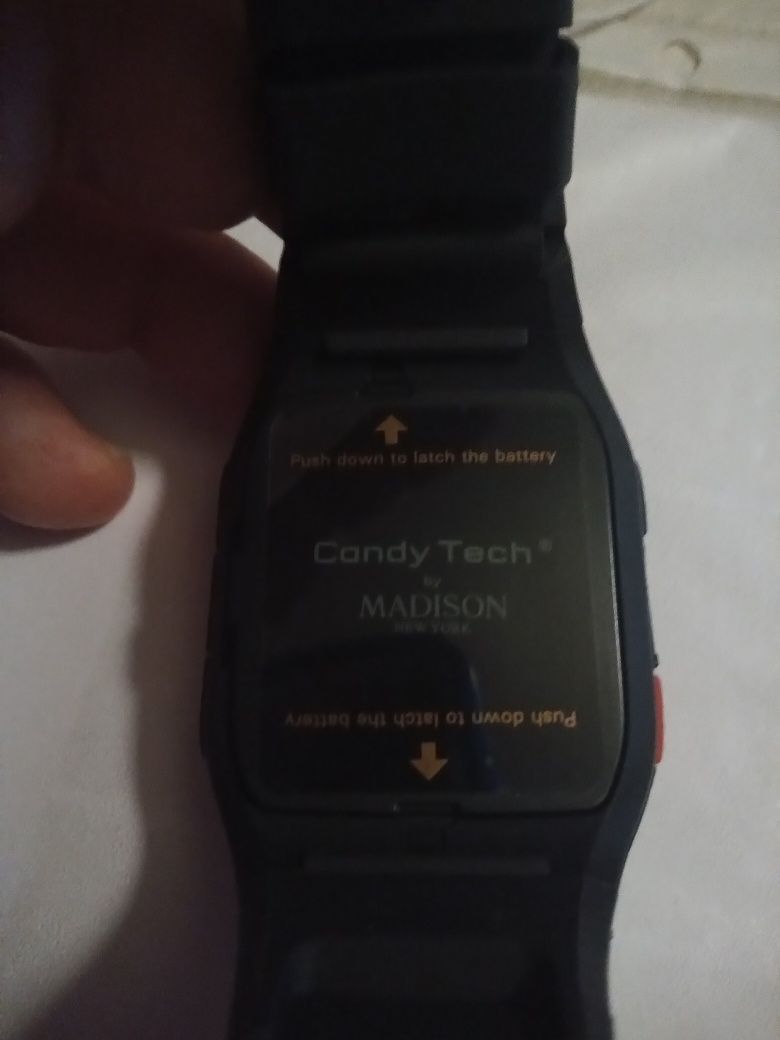 Push down to latch the battery
Candy Tech®
by
MADISON
NEW YORK
Push down to latch the battery